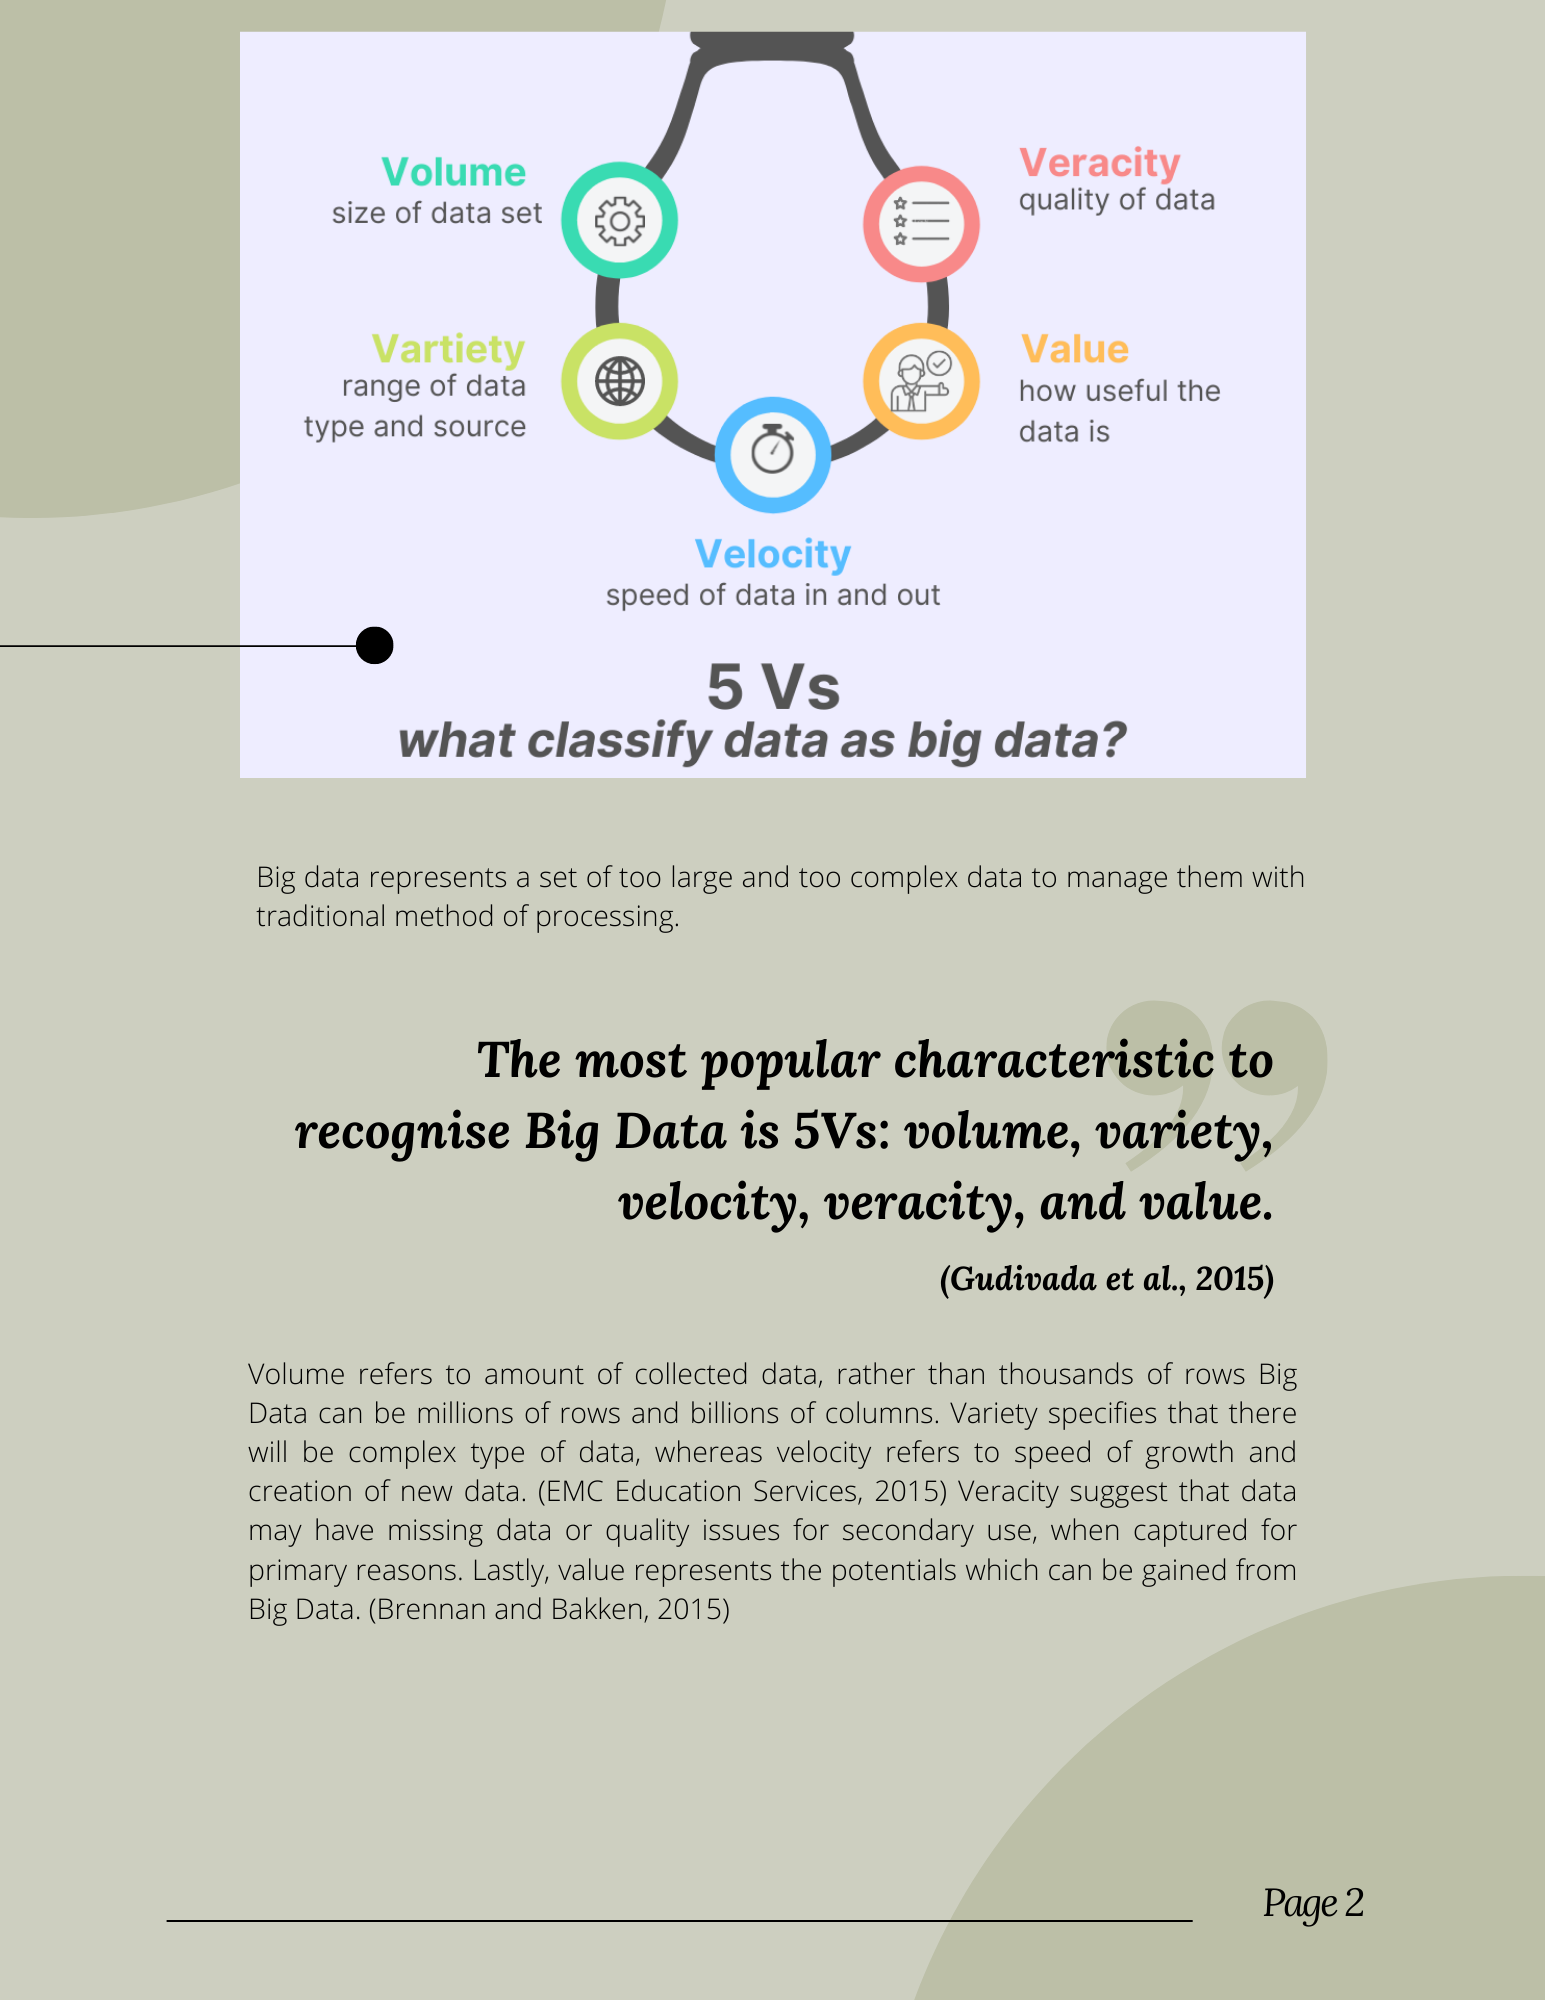 Volume
size of data set
Veracity
quality of data
Vartiety
range of data
type and source
Value
how useful the
data is
Velocity
speed of data in and out
5 Vs
what classify data as big data?
Big data represents a set of too large and too complex data to manage them with
traditional method of processing.
The most popular characteristic to
recognise Big Data is 5Vs: volume, variety,
velocity, veracity, and value.
(Gudivada et al., 2015)
Volume refers to amount of collected data, rather than thousands of rows Big
Data can be millions of rows and billions of columns. Variety specifies that there
will be complex type of data, whereas velocity refers to speed of growth and
creation of new data. (EMC Education Services, 2015) Veracity suggest that data
may have missing data or quality issues for secondary use, when captured for
primary reasons. Lastly, value represents the potentials which can be gained from
Big Data. (Brennan and Bakken, 2015)
Page 2